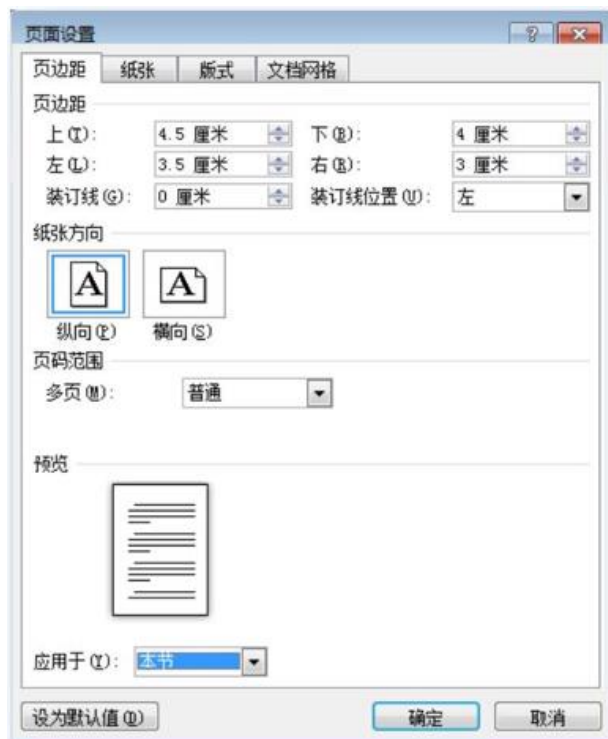 页面设置
页边距 纸张 版式 文档网格
页边距
上(T): 4.5 厘米 下(B): 4 厘米
左(L): 3.5 厘米 右(R): 3 厘米
装订线(G): 0 厘米 装订线位置(U): 左
纸张方向
A A
纵向(P) 横向(S)
页码范围
多页(M): 普通
预览
应用于(Y): 本节
设为默认值(D) 确定 取消